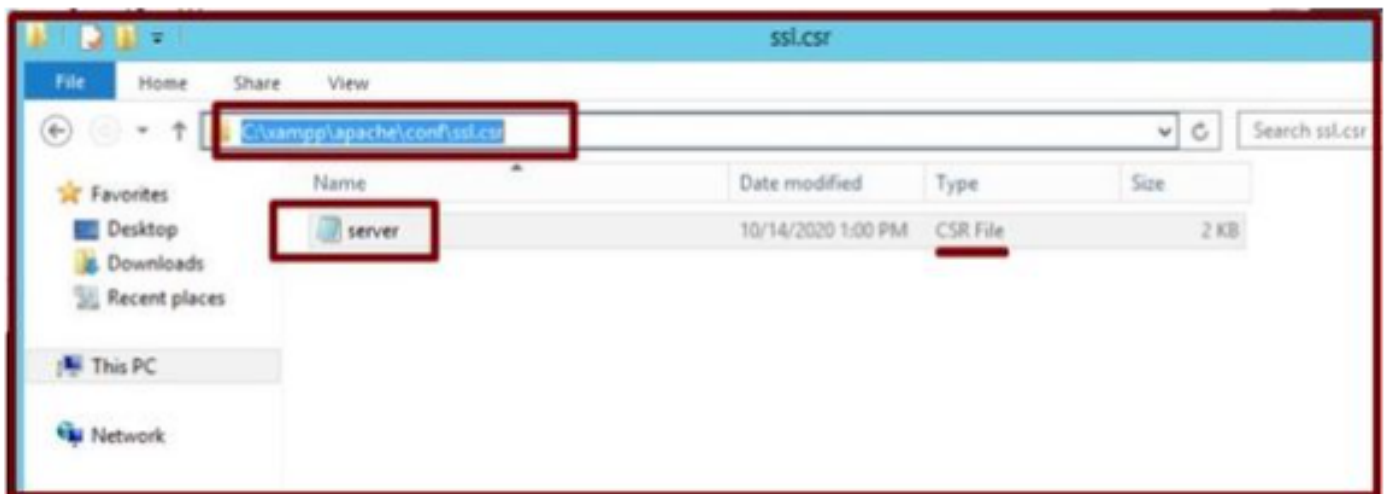 ssl.csr
File Home Share View
C:\xampp\apache\conf\ssl.csr Search ssl.csr
Name Date modified Type Size
Favorites
server 10/14/2020 1:00 PM CSR File 2 KB
Desktop
Downloads
Recent places
This PC
Network